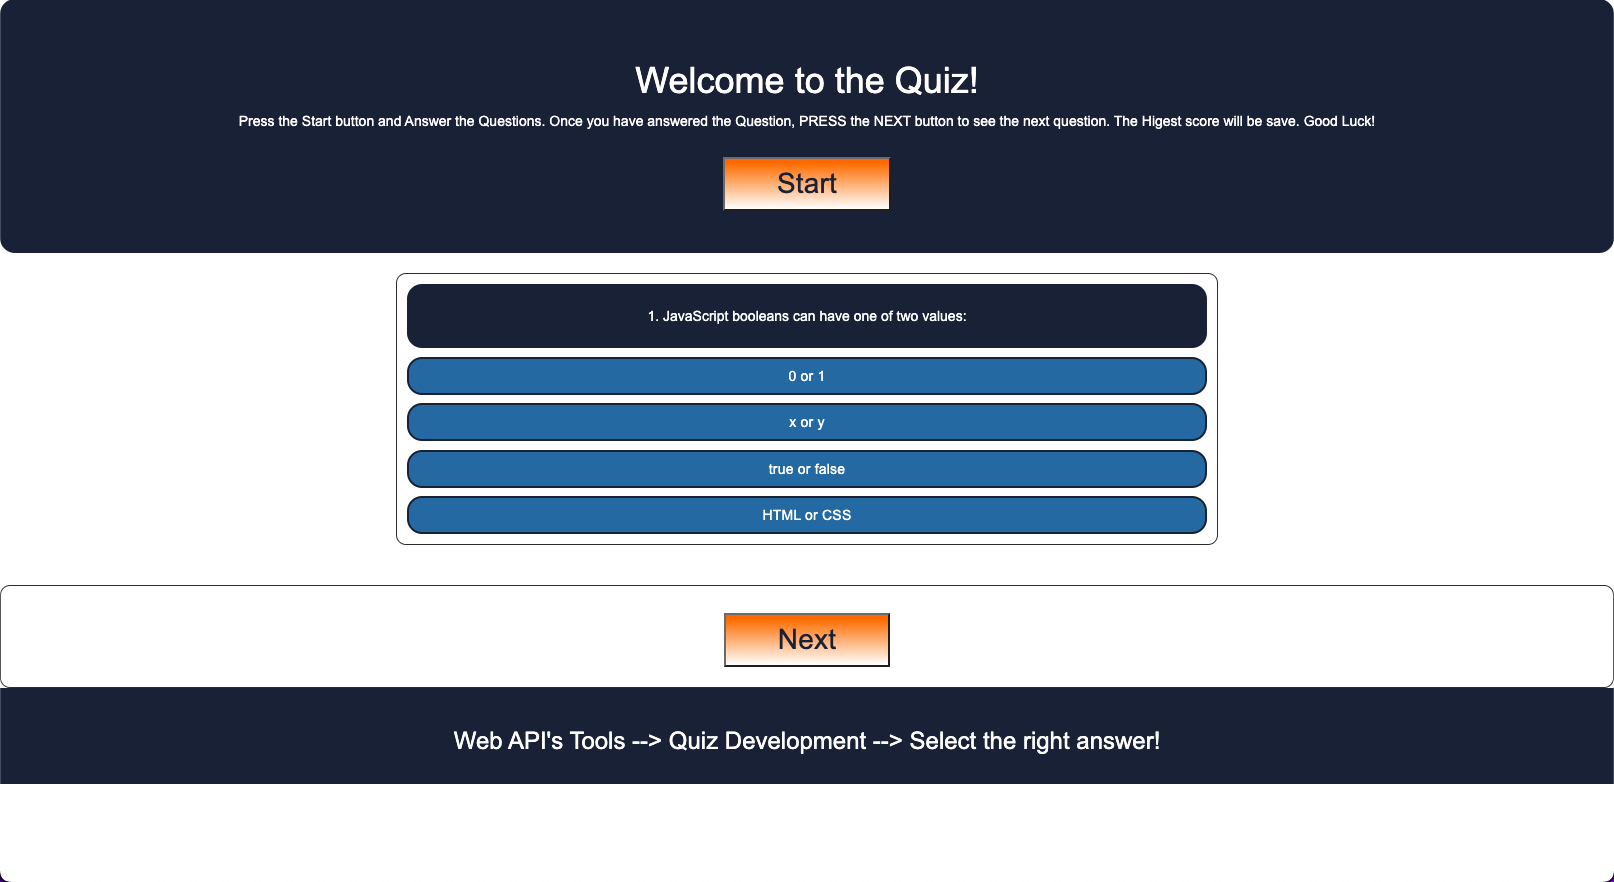 Welcome to the Quiz!
Press the Start button and Answer the Questions. Once you have answered the Question, PRESS the NEXT button to see the next question. The Higest score will be save. Good Luck!
Start
1. JavaScript booleans can have one of two values:
0 or 1
x or y
true or false
HTML or CSS
Next
Web API's Tools --> Quiz Development --> Select the right answer!